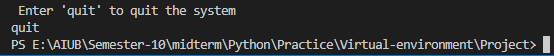 Enter 'quit' to quit the system
quit
PS E:\AIUB\Semester-10\midterm\Python\Practice\Virtual-environment\Project>